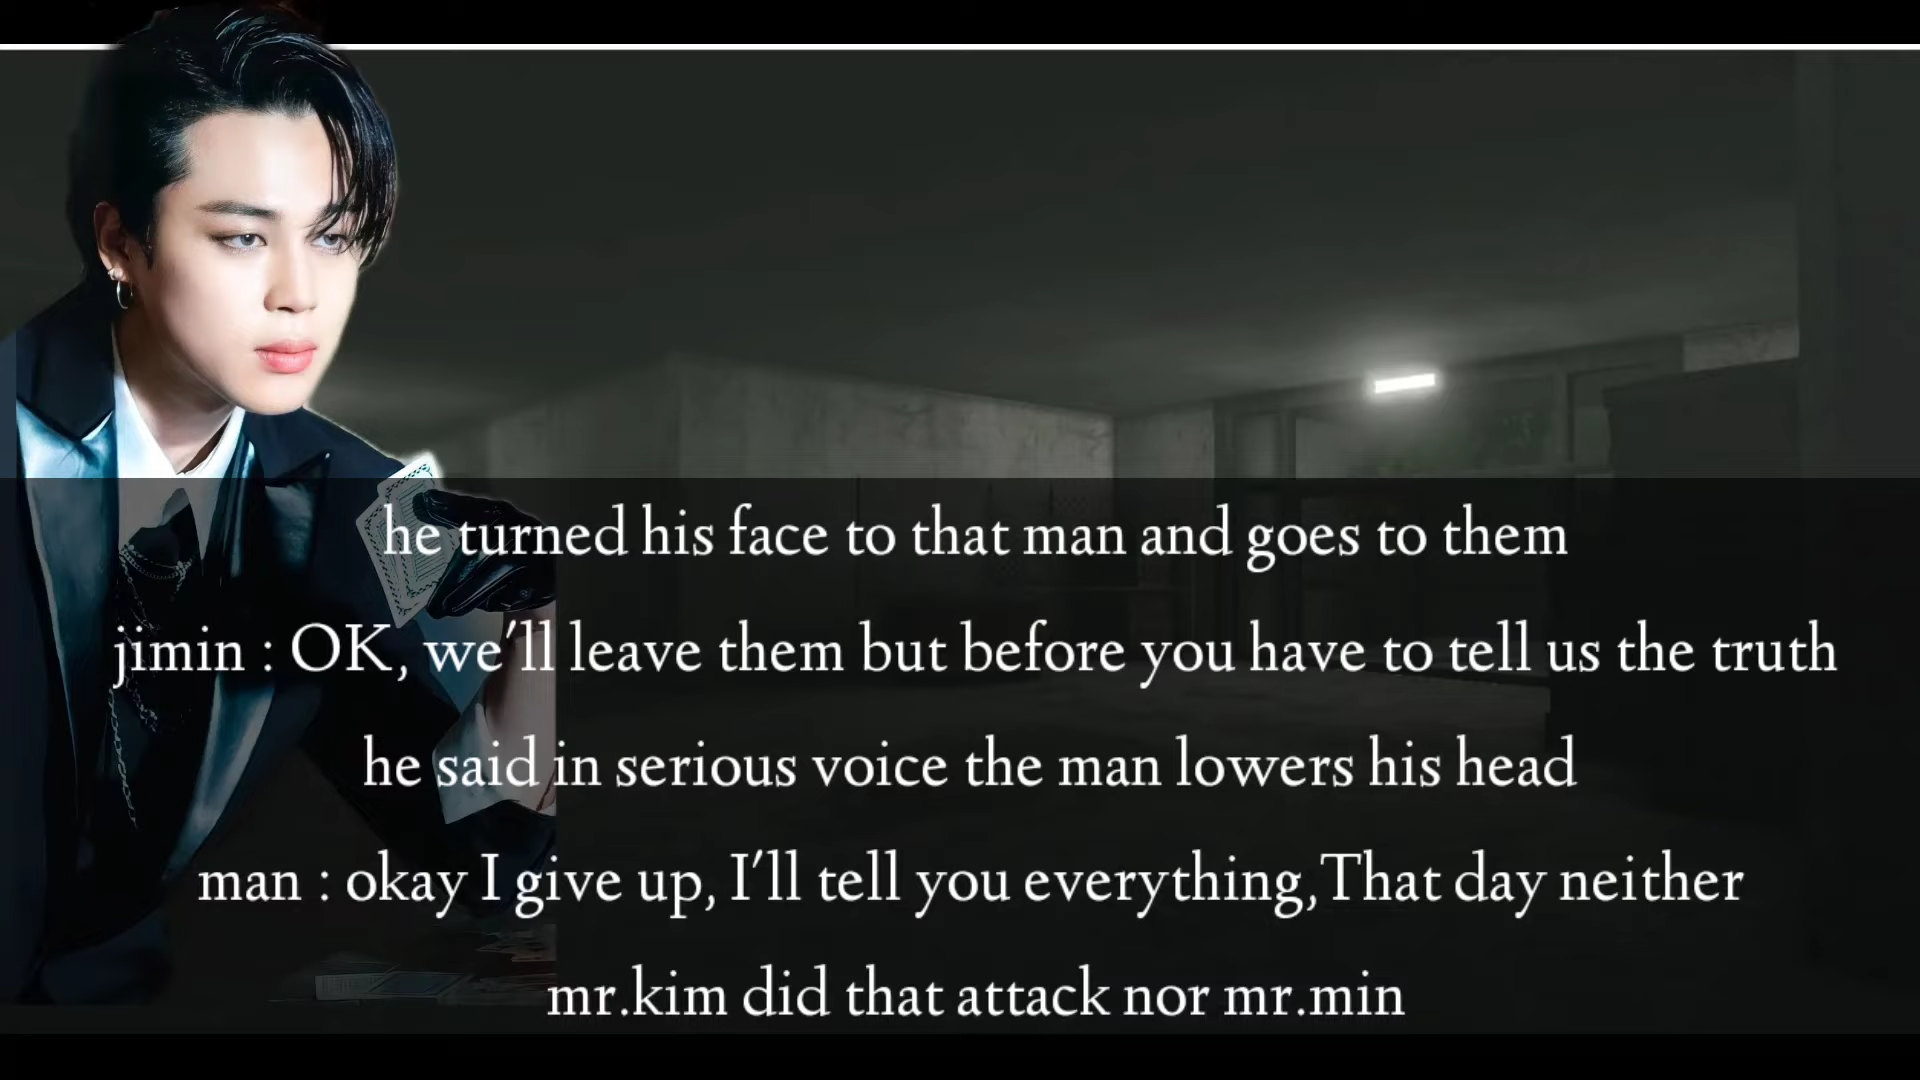 he turned his face to that man and goes to them
jimin : OK, we'll leave them but before you have to tell us the truth
he said in serious voice the man lowers his head
man : okay I give up, I'll tell you everything,That day neither
mr.kim did that attack nor mr.min